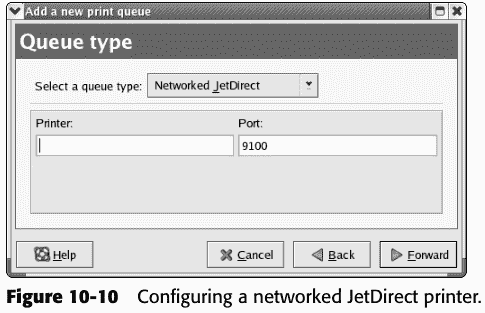 Add a new print queue
Queue type
Select a queue type: Networked JetDirect
Printer: Port:
9100
Help Cancel Back Forward
Figure 10-10 Configuring a networked JetDirect printer.